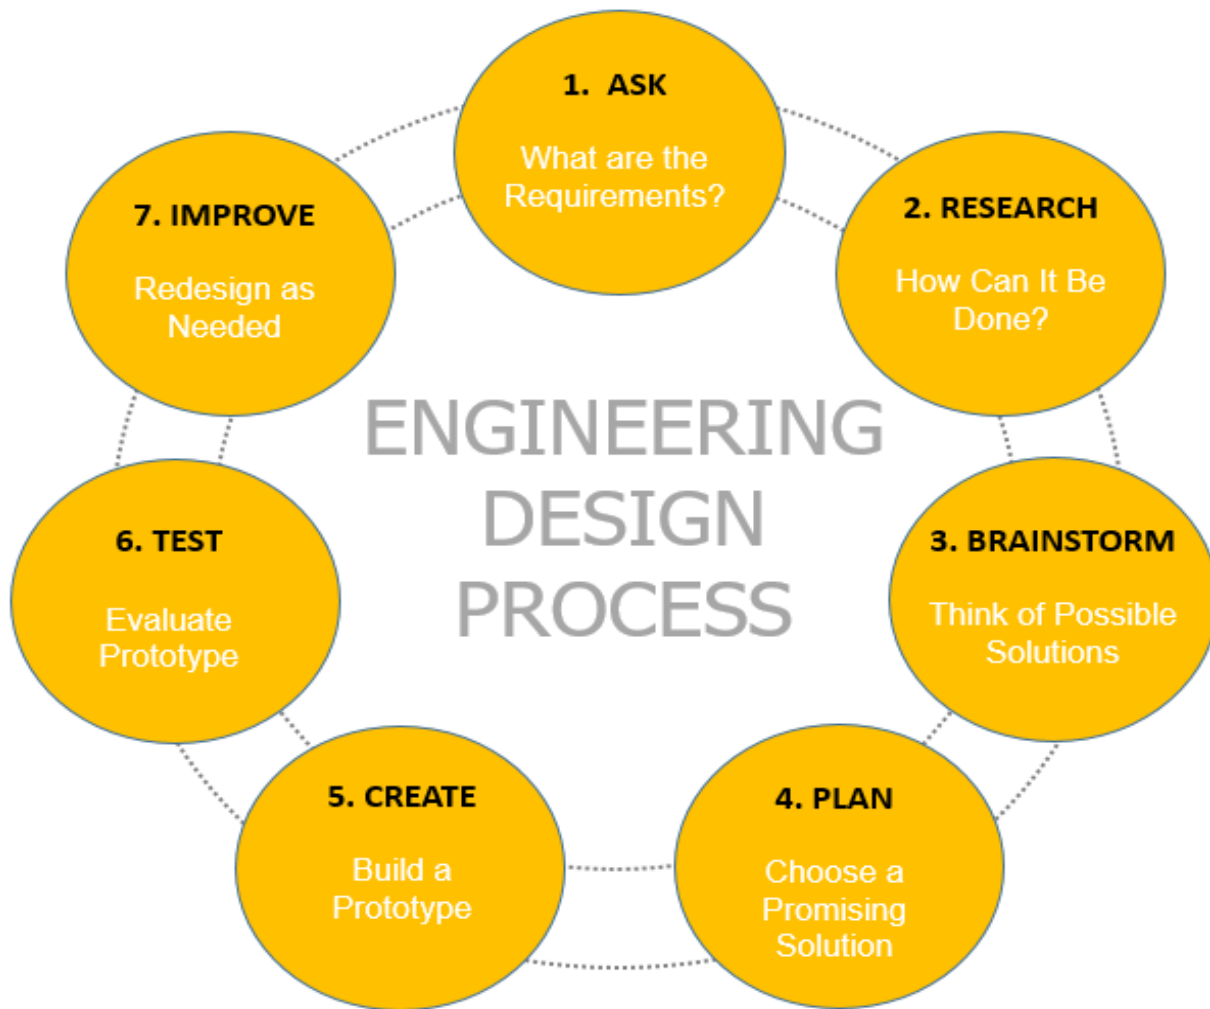 1. ASK
What are the
Requirements?
2. RESEARCH
How Can It Be
Done?
3. BRAINSTORM
Think of Possible
Solutions
4. PLAN
Choose a
Promising
Solution
5. CREATE
Build a
Prototype
6. TEST
Evaluate
Prototype
7. IMPROVE
Redesign as
Needed
ENGINEERING
DESIGN
PROCESS